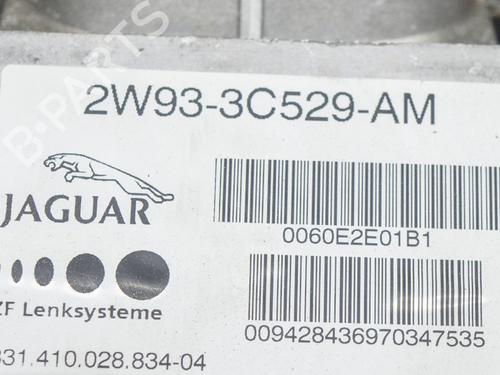 2W93-3C529-AM
JAGUAR
0060E2E01B1
ZF Lenksysteme
009428436970347535
831.410.028.834-04
B-PARTS